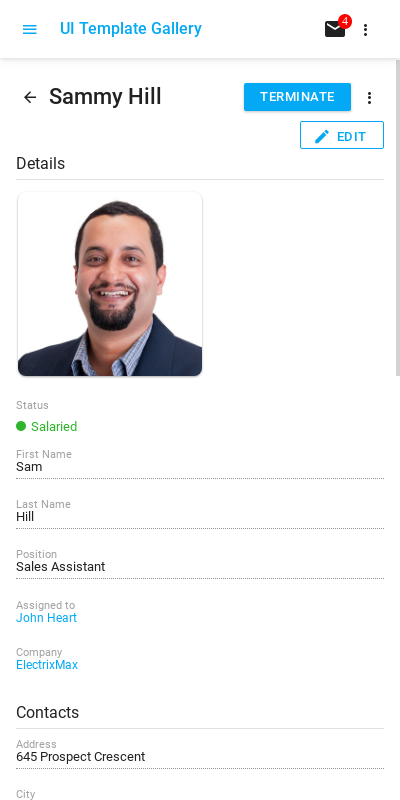 UI Template Gallery
4
Sammy Hill
TERMINATE
EDIT
Details
Status
Salaried
First Name
Sam
Last Name
Hill
Position
Sales Assistant
Assigned to
John Heart
Company
ElectrixMax
Contacts
Address
645 Prospect Crescent
City